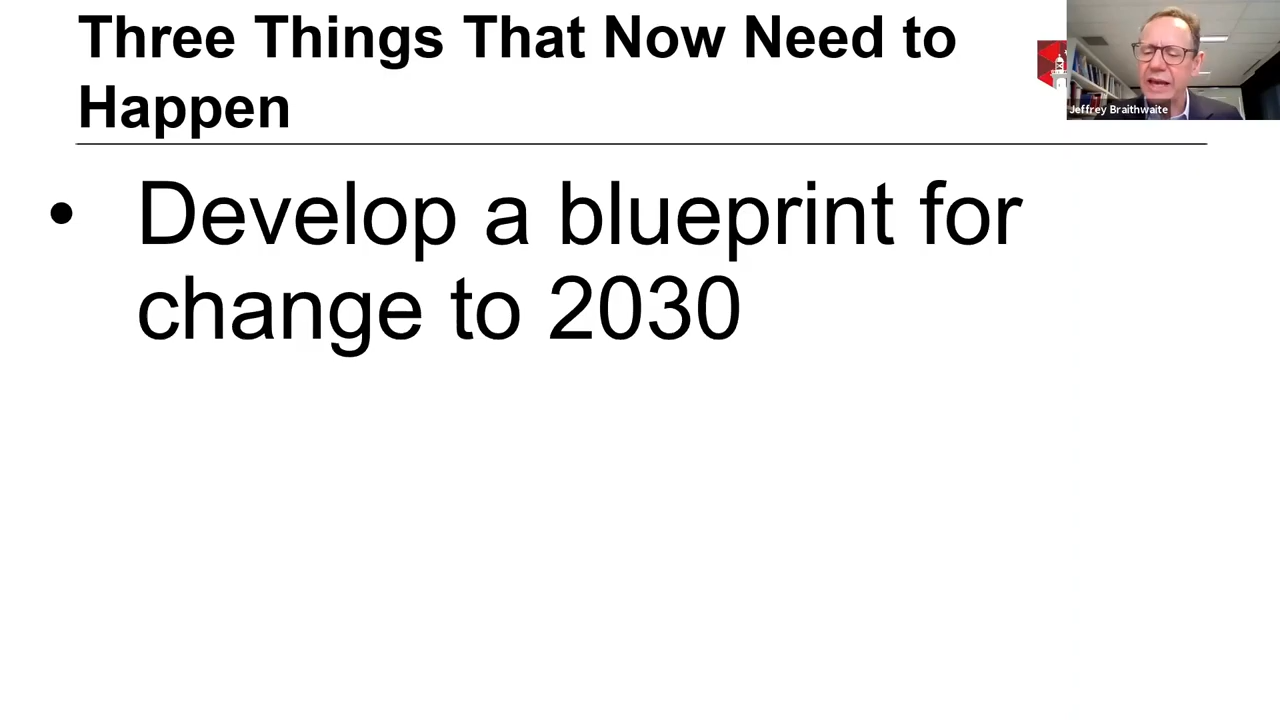 Three Things That Now Need to
Happen
Jeffrey Braithwaite
• Develop a blueprint for
change to 2030